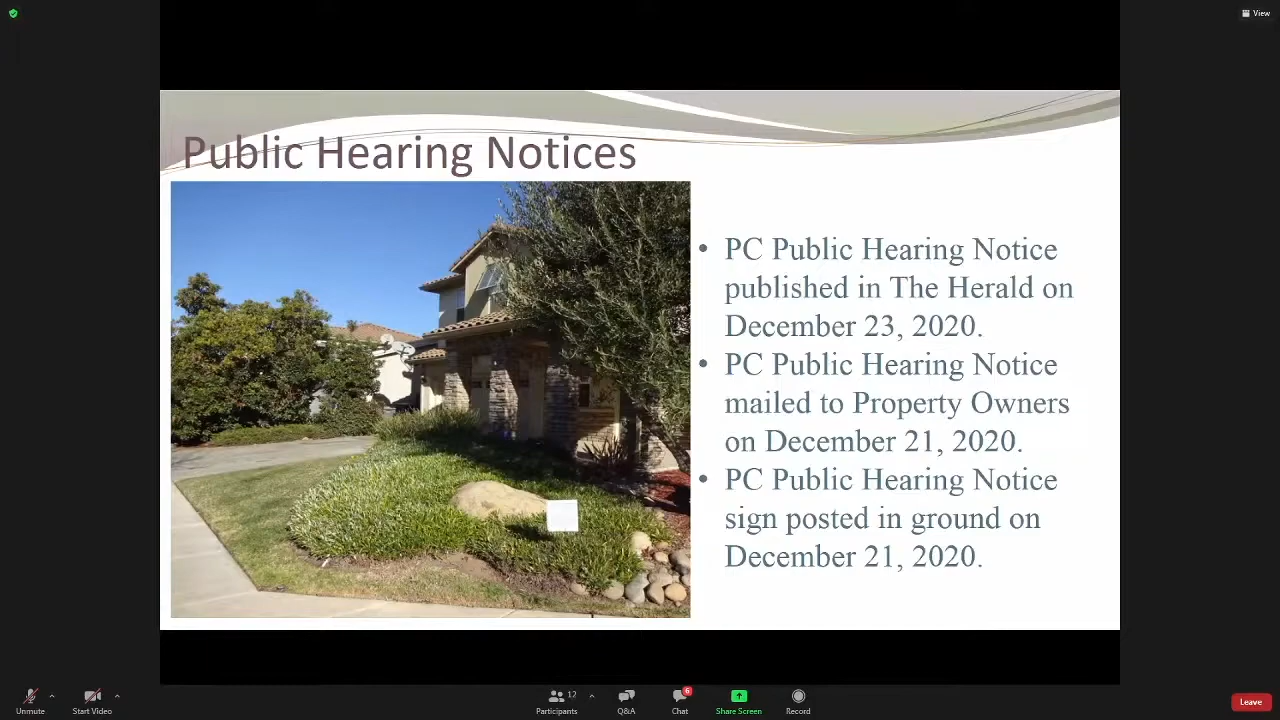 View
Public Hearing Notices
• PC Public Hearing Notice
published in The Herald on
December 23, 2020.
• PC Public Hearing Notice
mailed to Property Owners
on December 21, 2020.
• PC Public Hearing Notice
sign posted in ground on
December 21, 2020.
Unmute
Start Video
12
Participants
Q&A
6
Chat
Share Screen
Record
Leave